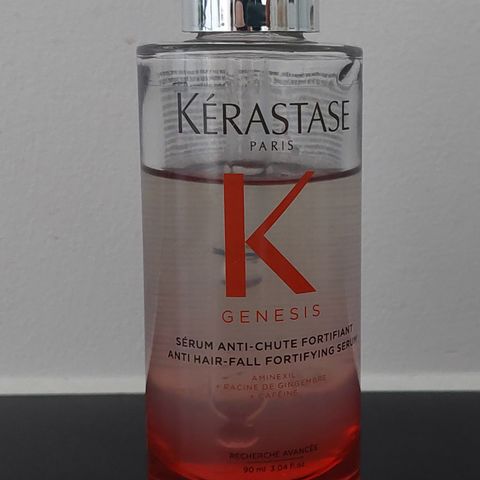 KÉRASTASE
PARIS
K
GENESIS
SÉRUM ANTI-CHUTE FORTIFIANT
ANTI HAIR-FALL FORTIFYING SERUM
AMINEXIL
+ RACINE DE GINGEMBRE
+ CAFÉINE
RECHERCHE AVANCÉE
90 ml 3.04 fl.oz